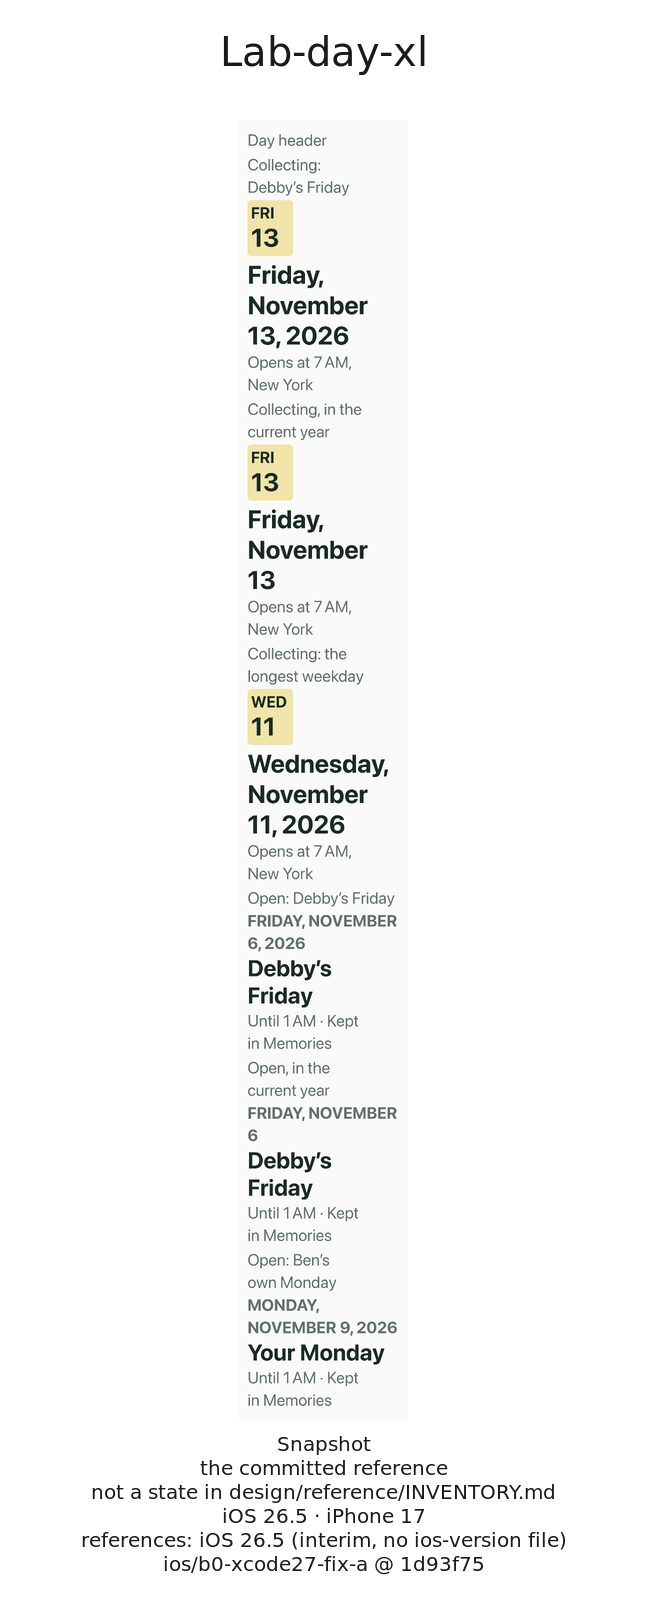 Lab-day-xl
Day header
Collecting:
Debby’s Friday
FRI
13
Friday,
November
13, 2026
Opens at 7 AM,
New York
Collecting, in the
current year
FRI
13
Friday,
November
13
Opens at 7 AM,
New York
Collecting: the
longest weekday
WED
11
Wednesday,
November
11, 2026
Opens at 7 AM,
New York
Open: Debby’s Friday
FRIDAY, NOVEMBER
6, 2026
Debby’s
Friday
Until 1 AM · Kept
in Memories
Open, in the
current year
FRIDAY, NOVEMBER
6
Debby’s
Friday
Until 1 AM · Kept
in Memories
Open: Ben’s
own Monday
MONDAY,
NOVEMBER 9, 2026
Your Monday
Until 1 AM · Kept
in Memories
Snapshot
the committed reference
not a state in design/reference/INVENTORY.md
iOS 26.5 · iPhone 17
references: iOS 26.5 (interim, no ios-version file)
ios/b0-xcode27-fix-a @ 1d93f75